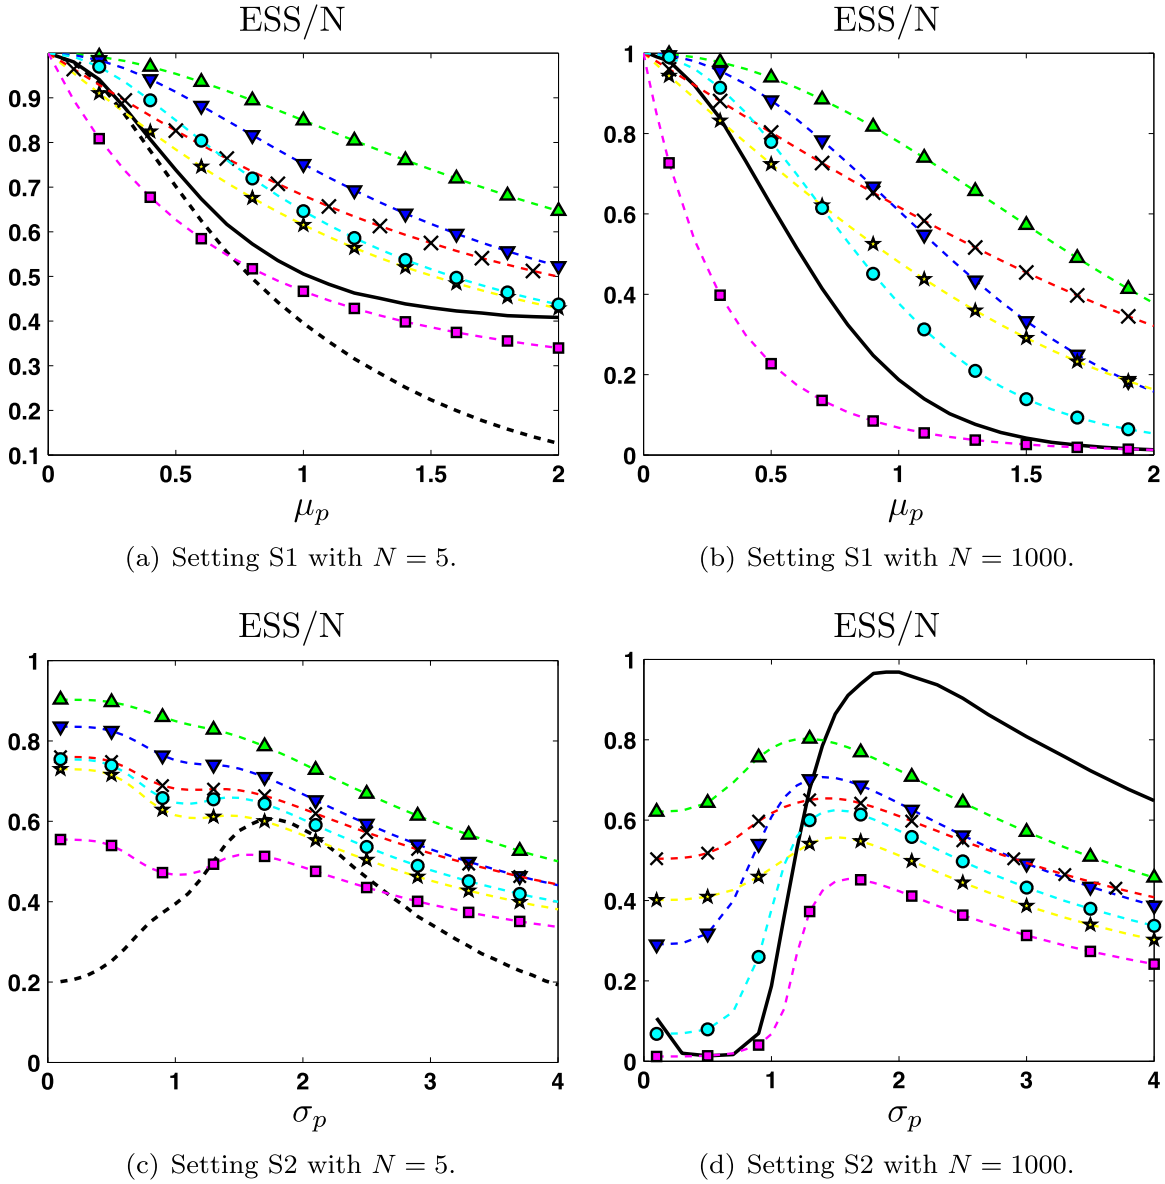 ESS/N
ESS/N
0.9
0.8
0.7
0.6
0.5
0.4
0.3
0.2
0.1
0 0.5 1 1.5 2
μp
1
0.8
0.6
0.4
0.2
0
0 0.5 1 1.5 2
μp
(a) Setting S1 with N = 5.
(b) Setting S1 with N = 1000.
ESS/N
ESS/N
1
0.8
0.6
0.4
0.2
0
0 1 2 3 4
σp
1
0.8
0.6
0.4
0.2
0
0 1 2 3 4
σp
(c) Setting S2 with N = 5.
(d) Setting S2 with N = 1000.